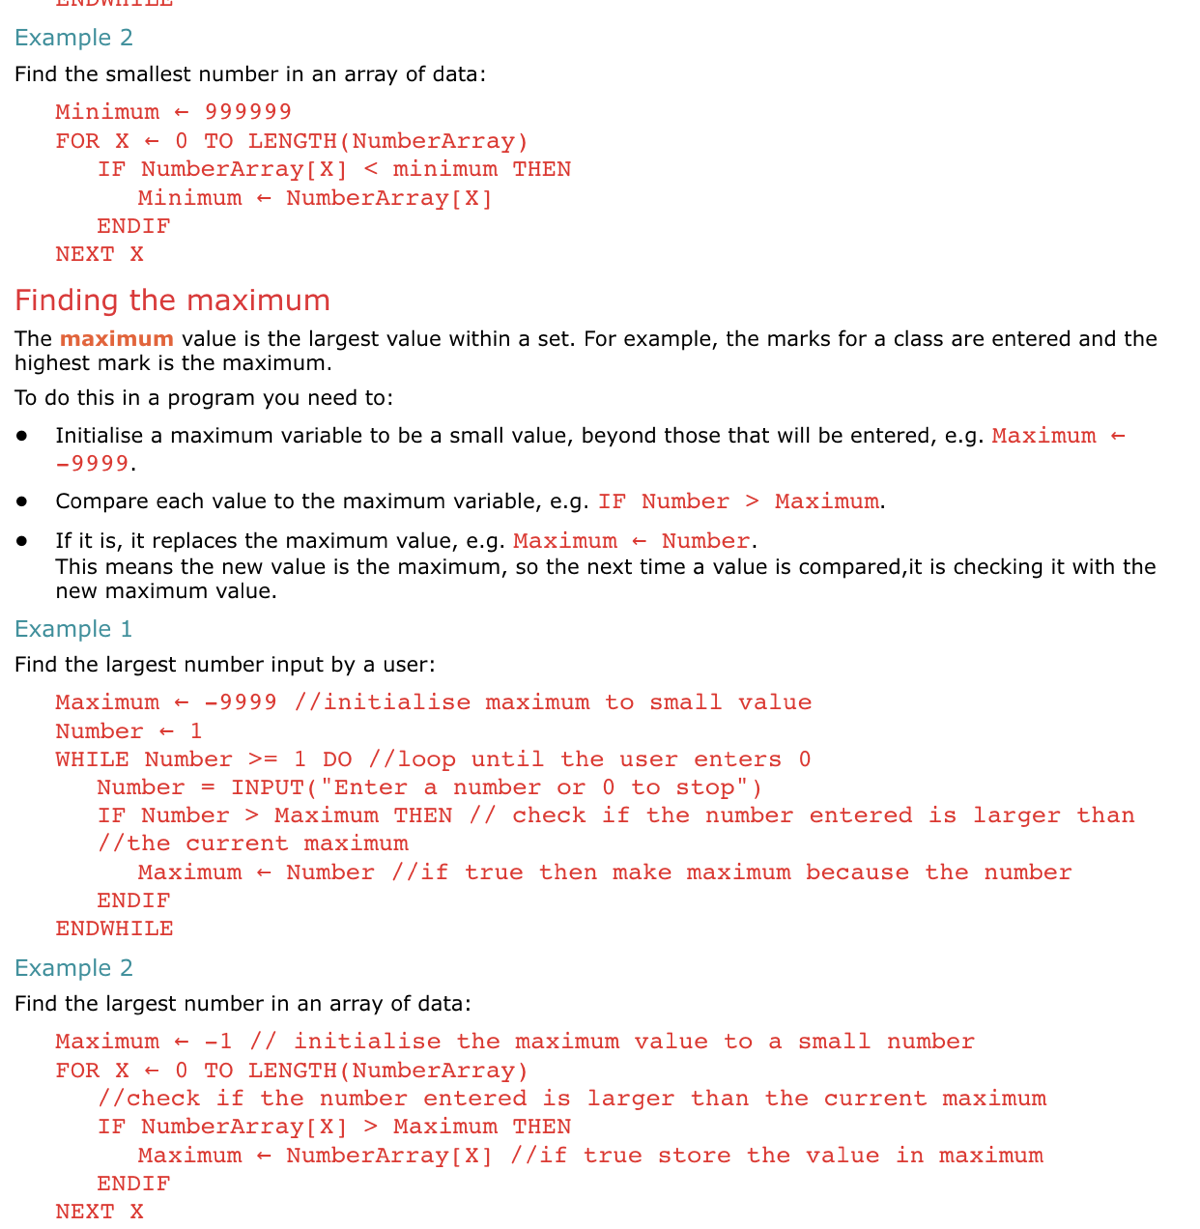 ENDWHILE
Example 2
Find the smallest number in an array of data:
Minimum ← 999999
FOR X ← 0 TO LENGTH(NumberArray)
IF NumberArray[X] < minimum THEN
Minimum ← NumberArray[X]
ENDIF
NEXT X
Finding the maximum
The maximum value is the largest value within a set. For example, the marks for a class are entered and the
highest mark is the maximum.
To do this in a program you need to:
● Initialise a maximum variable to be a small value, beyond those that will be entered, e.g. Maximum ←
-9999.
● Compare each value to the maximum variable, e.g. IF Number > Maximum.
● If it is, it replaces the maximum value, e.g. Maximum ← Number.
This means the new value is the maximum, so the next time a value is compared,it is checking it with the
new maximum value.
Example 1
Find the largest number input by a user:
Maximum ← -9999 //initialise maximum to small value
Number ← 1
WHILE Number >= 1 DO //loop until the user enters 0
Number = INPUT("Enter a number or 0 to stop")
IF Number > Maximum THEN // check if the number entered is larger than
//the current maximum
Maximum ← Number //if true then make maximum because the number
ENDIF
ENDWHILE
Example 2
Find the largest number in an array of data:
Maximum ← -1 // initialise the maximum value to a small number
FOR X ← 0 TO LENGTH(NumberArray)
//check if the number entered is larger than the current maximum
IF NumberArray[X] > Maximum THEN
Maximum ← NumberArray[X] //if true store the value in maximum
ENDIF
NEXT X